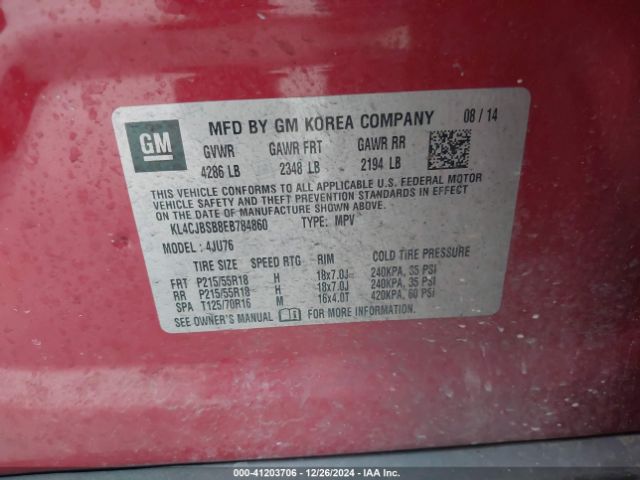 GM
MFD BY GM KOREA COMPANY 08 / 14
GVWR GAWR FRT GAWR RR
4286 LB 2348 LB 2194 LB
THIS VEHICLE CONFORMS TO ALL APPLICABLE U.S. FEDERAL MOTOR
VEHICLE SAFETY AND THEFT PREVENTION STANDARDS IN EFFECT
ON THE DATE OF MANUFACTURE SHOWN ABOVE.
KL4CJBSB8EB784860 TYPE: MPV
MODEL : 4JU76
TIRE SIZE SPEED RTG RIM COLD TIRE PRESSURE
FRT P215/55R18 H 18x7.0J 240KPA, 35 PSI
RR P215/55R18 H 18x7.0J 240KPA, 35 PSI
SPA T125/70R16 M 16x4.0T 420KPA, 60 PSI
SEE OWNER'S MANUAL FOR MORE INFORMATION
000-41203706 - 12/26/2024 - IAA Inc.